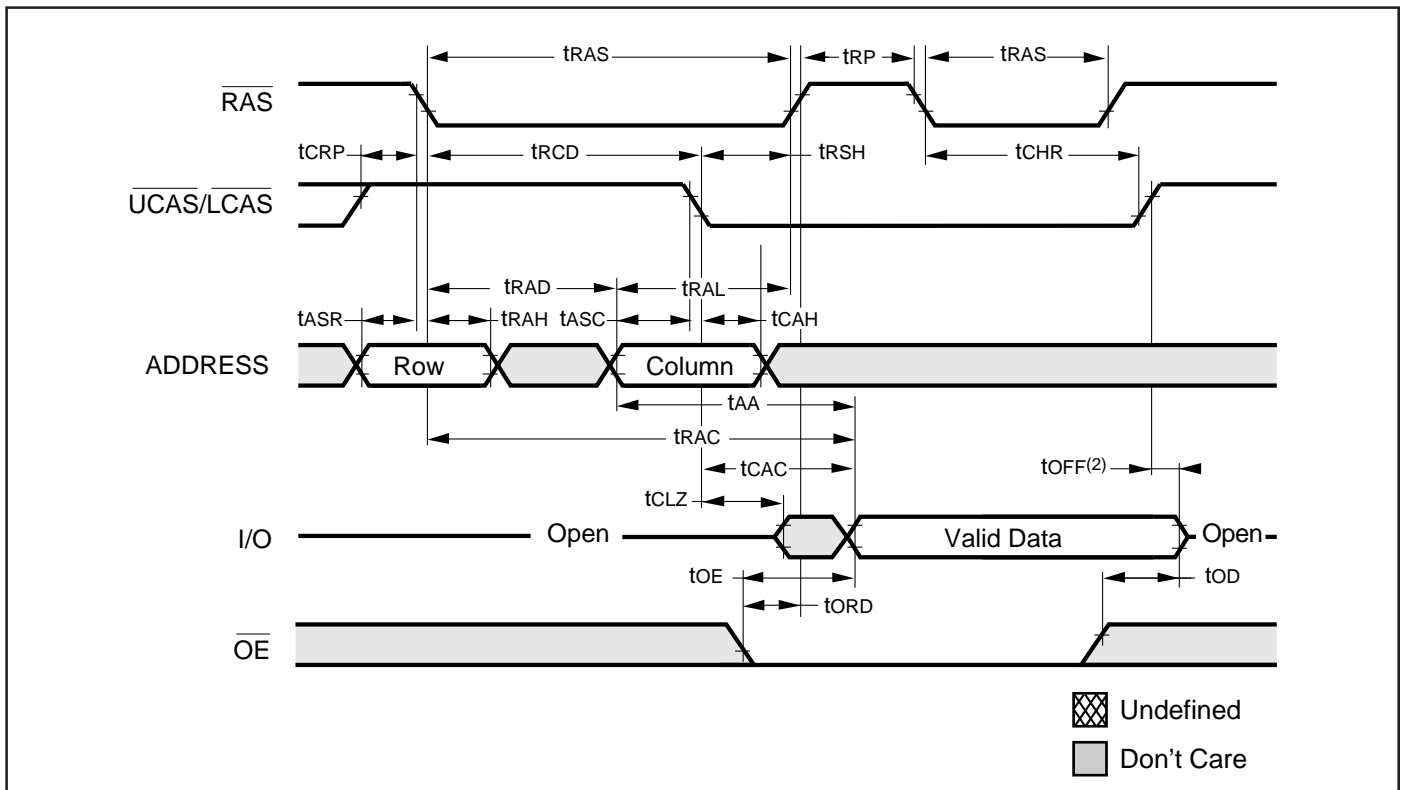 tRAS tRP tRAS
RAS
tCRP tRCD tRSH tCHR
UCAS/LCAS
tRAD tRAL
tASR tRAH tASC tCAH
ADDRESS Row Column
tAA
tRAC
tCAC tOFF(2)
tCLZ
I/O Open Valid Data Open
tOE tOD
tORD
OE
Undefined
Don't Care